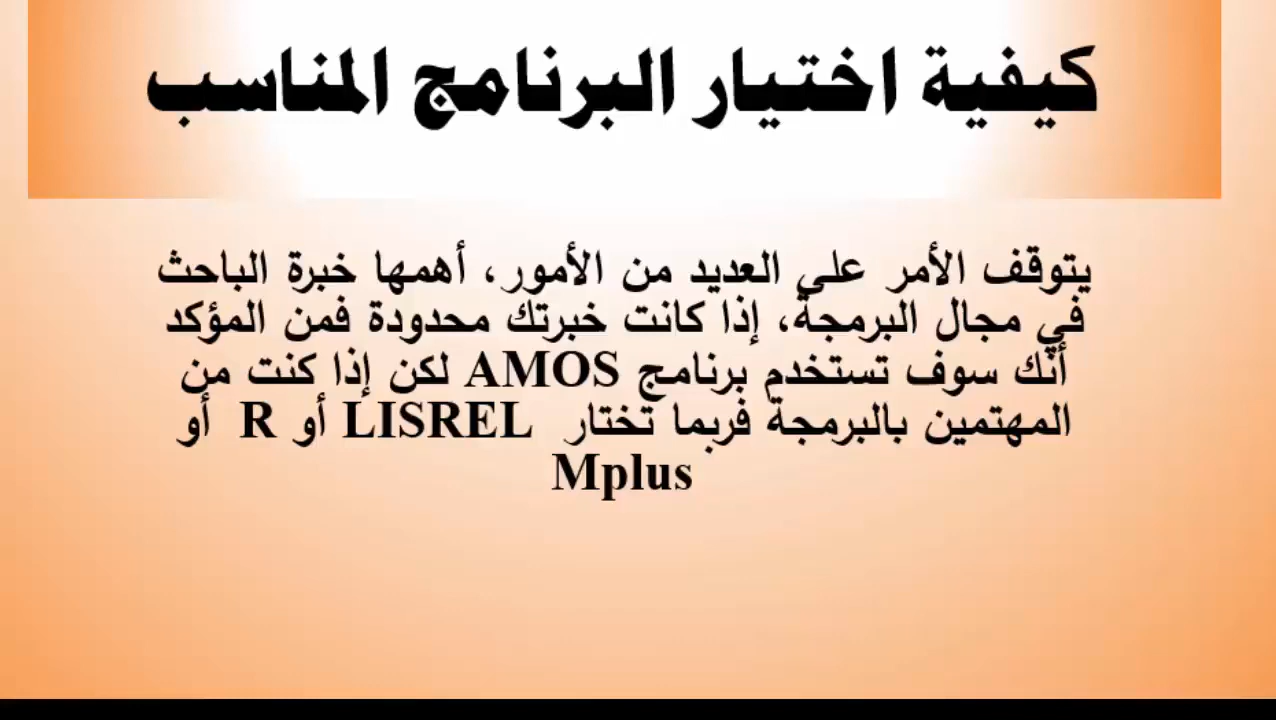 كيفية اختيار البرنامج المناسب
يتوقف الأمر على العديد من الأمور، أهمها خبرة الباحث
في مجال البرمجة، إذا كانت خبرتك محدودة فمن المؤكد
أنك سوف تستخدم برنامج AMOS لكن إذا كنت من
المهتمين بالبرمجة فربما تختار LISREL أو R أو
Mplus